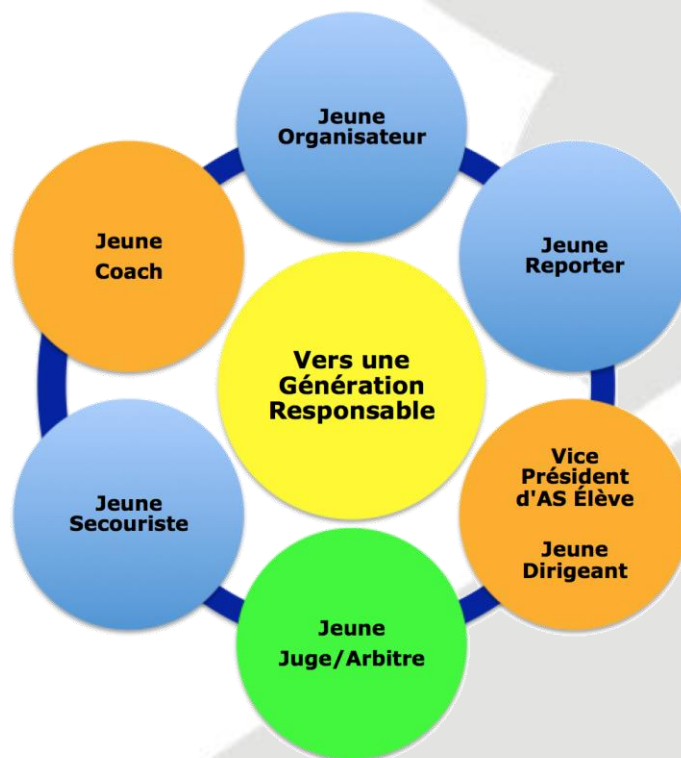 Jeune
Organisateur
Jeune
Reporter
Jeune
Coach
Vers une
Génération
Responsable
Vice
Président
d'AS Élève
Jeune
Dirigeant
Jeune
Secouriste
Jeune
Juge/Arbitre